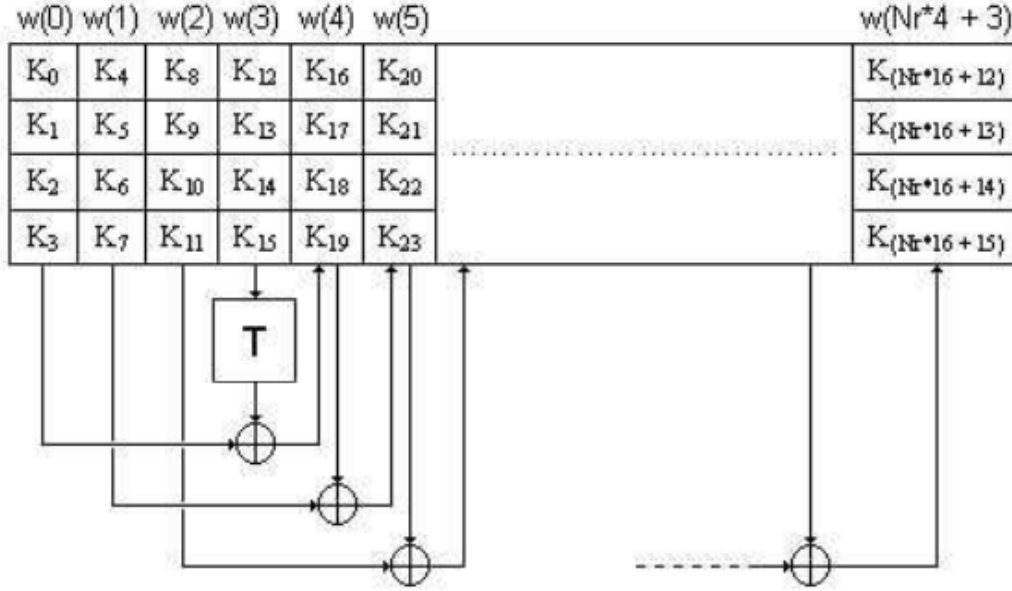 w(0) w(1) w(2) w(3) w(4) w(5) w(Nr*4 + 3)
K₀ K₄ K₈ K₁₂ K₁₆ K₂₀ K₍Nr*16 + 12₎
K₁ K₅ K₉ K₁₃ K₁₇ K₂₁ K₍Nr*16 + 13₎
K₂ K₆ K₁₀ K₁₄ K₁₈ K₂₂ K₍Nr*16 + 14₎
K₃ K₇ K₁₁ K₁₅ K₁₉ K₂₃ K₍Nr*16 + 15₎
T